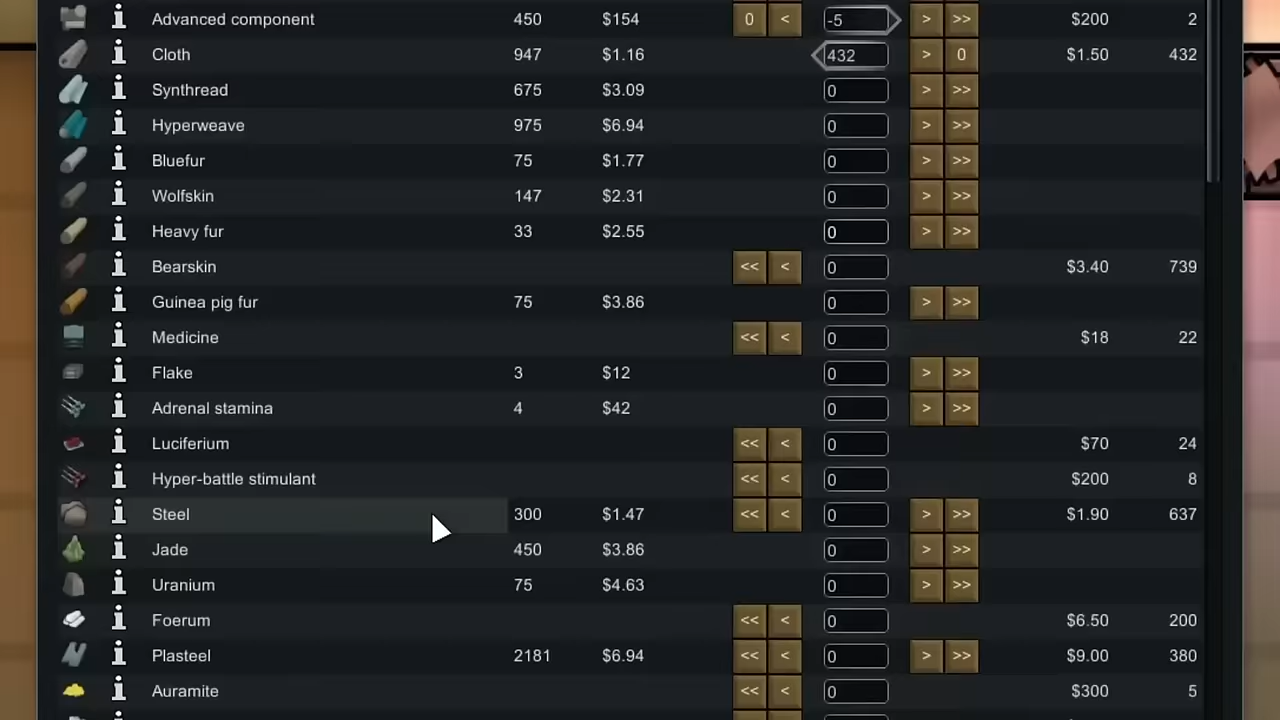 i Advanced component 450 $154 0 < -5 > >> $200 2
i Cloth 947 $1.16 432 > 0 $1.50 432
i Synthread 675 $3.09 0 > >>
i Hyperweave 975 $6.94 0 > >>
i Bluefur 75 $1.77 0 > >>
i Wolfskin 147 $2.31 0 > >>
i Heavy fur 33 $2.55 0 > >>
i Bearskin << < 0 $3.40 739
i Guinea pig fur 75 $3.86 0 > >>
i Medicine << < 0 $18 22
i Flake 3 $12 0 > >>
i Adrenal stamina 4 $42 0 > >>
i Luciferium << < 0 $70 24
i Hyper-battle stimulant << < 0 $200 8
i Steel 300 $1.47 << < 0 > >> $1.90 637
i Jade 450 $3.86 0 > >>
i Uranium 75 $4.63 0 > >>
i Foerum << < 0 $6.50 200
i Plasteel 2181 $6.94 << < 0 > >> $9.00 380
i Auramite << < 0 $300 5